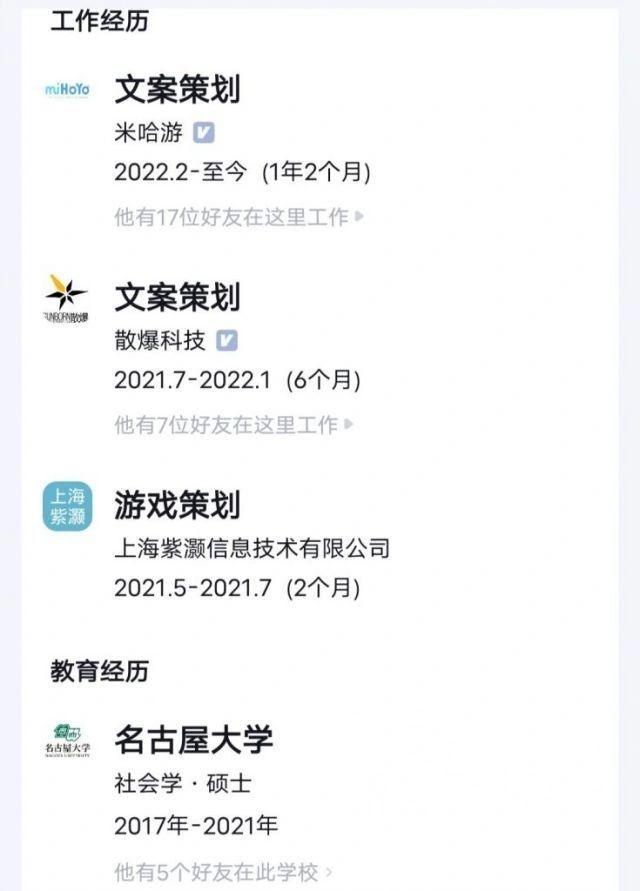 工作经历
miHoYo
文案策划
米哈游
2022.2-至今 (1年2个月)
他有17位好友在这里工作
SUNBORN散爆
文案策划
散爆科技
2021.7-2022.1 (6个月)
他有7位好友在这里工作
上海
紫灏
游戏策划
上海紫灏信息技术有限公司
2021.5-2021.7 (2个月)
教育经历
名古屋大学
NAGOYA UNIVERSITY
名古屋大学
社会学·硕士
2017年-2021年
他有5个好友在此学校